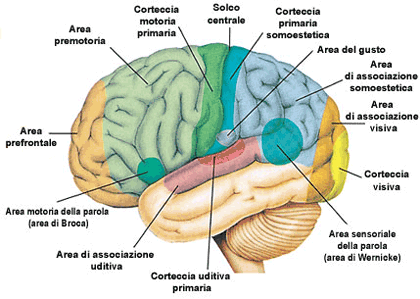 Corteccia
motoria
primaria
Solco
centrale
Corteccia
primaria
somoestetica
Area
premotoria
Area del gusto
Area
di associazione
somoestetica
Area
di associazione
visiva
Area
prefrontale
Corteccia
visiva
Area motoria della parola
(area di Broca)
Area di associazione
uditiva
Corteccia uditiva
primaria
Area sensoriale
della parola
(area di Wernicke)